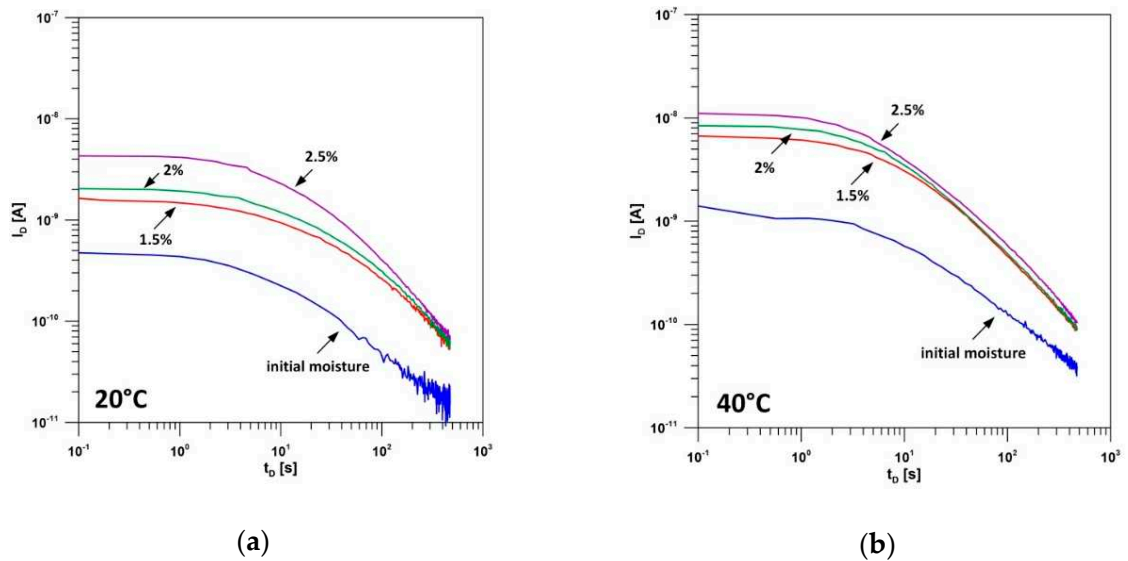 10⁻⁷
10⁻⁸
10⁻⁹
10⁻¹⁰
10⁻¹¹
I_D [A]
2.5%
2%
1.5%
initial moisture
20°C
10⁻¹ 10⁰ 10¹ 10² 10³
t_D [s]
(a)
10⁻⁷
10⁻⁸
10⁻⁹
10⁻¹⁰
10⁻¹¹
I_D [A]
2.5%
2%
1.5%
initial moisture
40°C
10⁻¹ 10⁰ 10¹ 10² 10³
t_D [s]
(b)